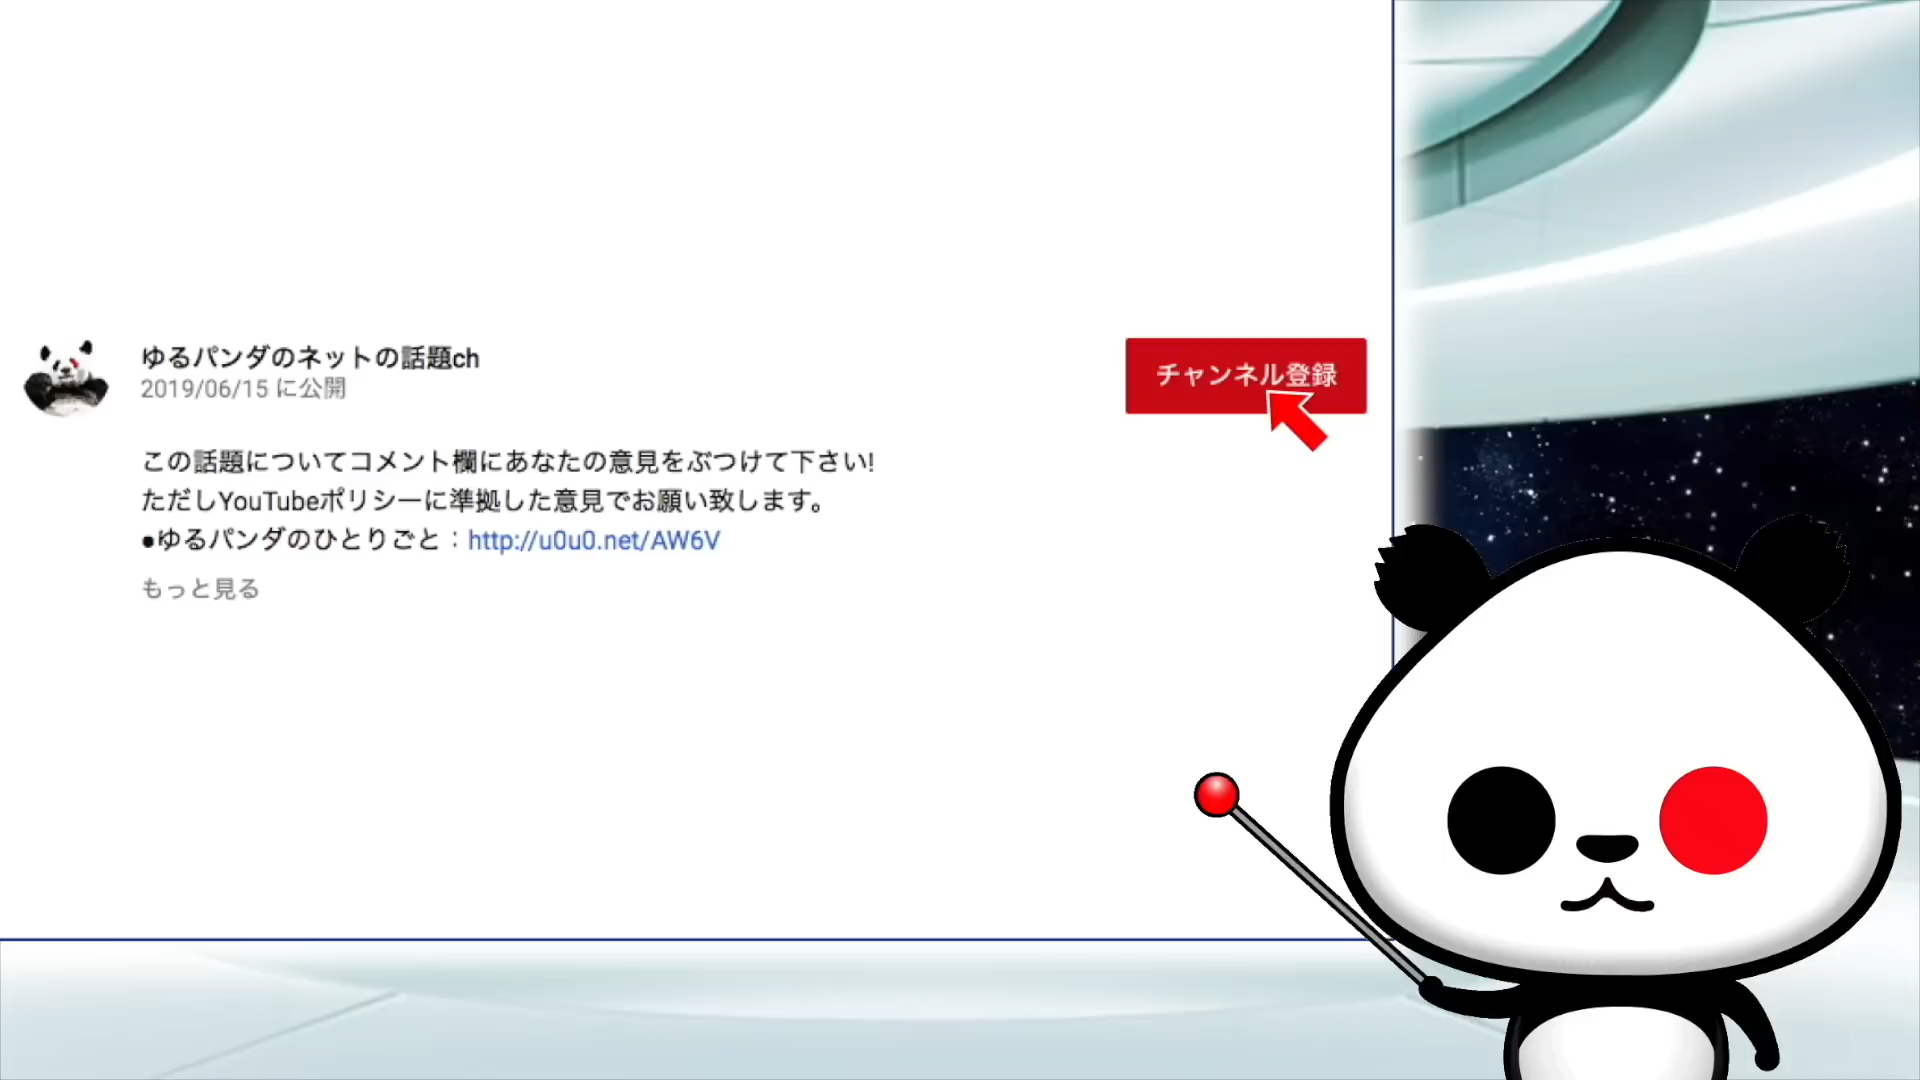 ゆるパンダのネットの話題ch
2019/06/15 に公開
チャンネル登録
この話題についてコメント欄にあなたの意見をぶつけて下さい!
ただしYouTubeポリシーに準拠した意見でお願い致します。
●ゆるパンダのひとりごと：http://u0u0.net/AW6V
もっと見る